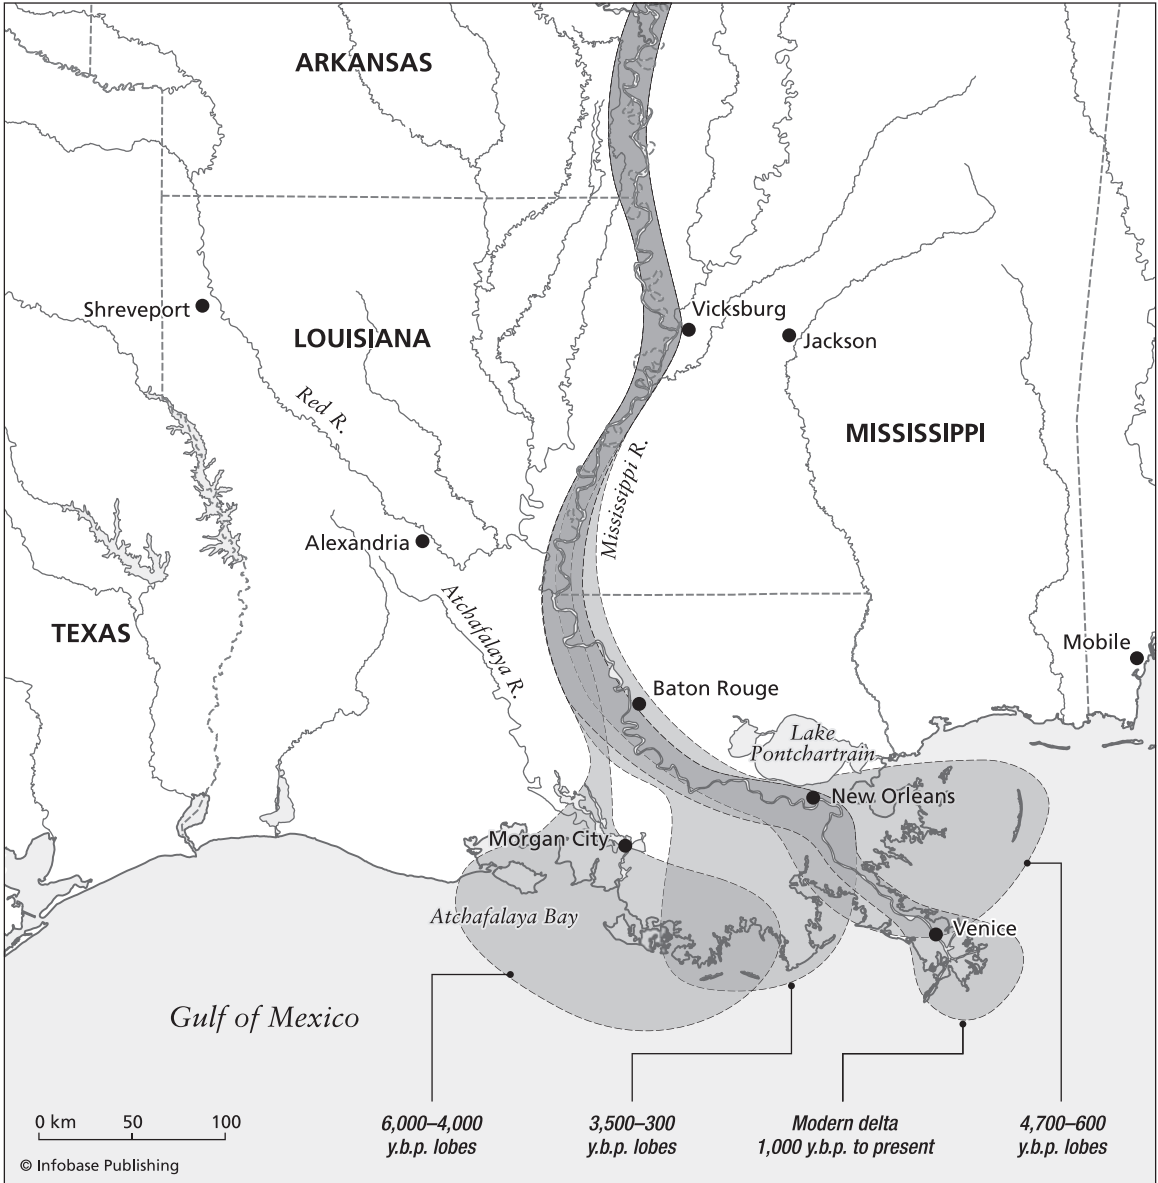 ARKANSAS
Shreveport
LOUISIANA
Vicksburg
Jackson
Red R.
MISSISSIPPI
Mississippi R.
Alexandria
Atchafalaya R.
TEXAS
Mobile
Baton Rouge
Lake
Pontchartrain
New Orleans
Morgan City
Atchafalaya Bay
Venice
Gulf of Mexico
0 km 50 100
6,000–4,000
y.b.p. lobes
3,500–300
y.b.p. lobes
Modern delta
1,000 y.b.p. to present
4,700–600
y.b.p. lobes
© Infobase Publishing